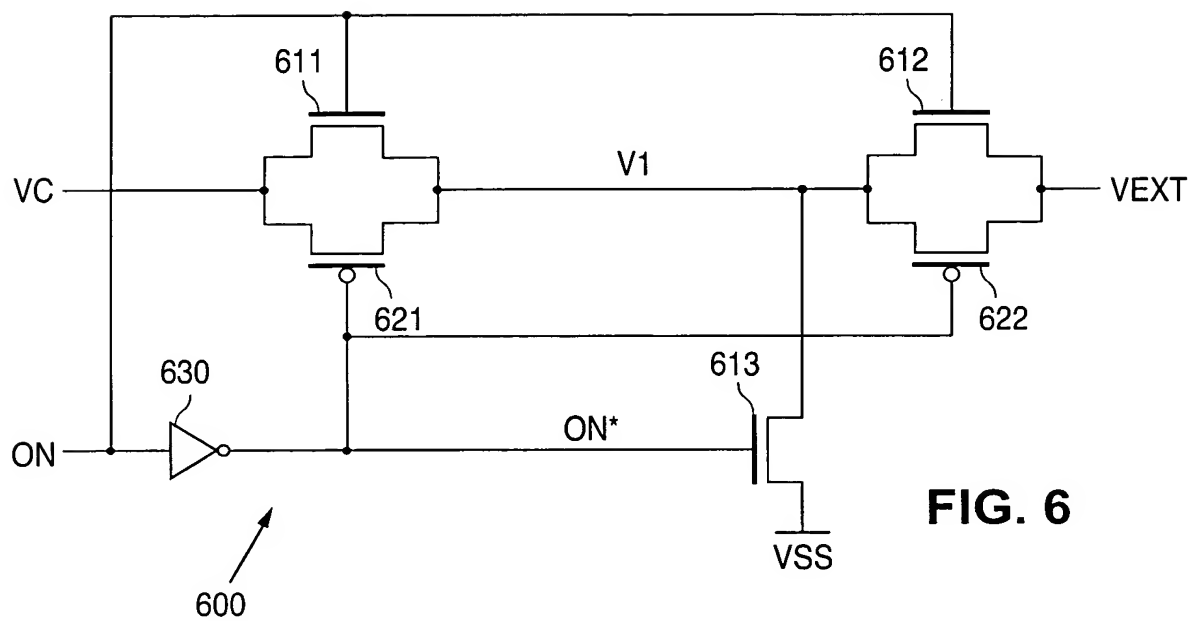 611
612
VC
V1
VEXT
621
622
630
613
ON
ON*
FIG. 6
VSS
600